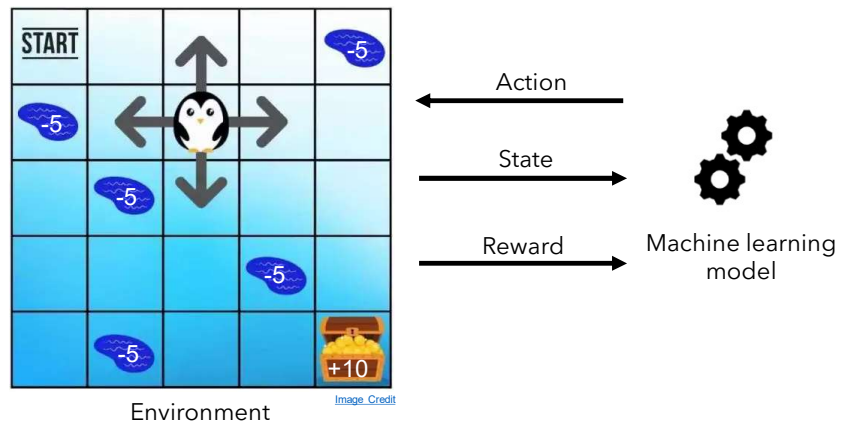 START
-5
-5
-5
-5
-5
+10
Environment
Image Credit
Action
State
Reward
Machine learning
model